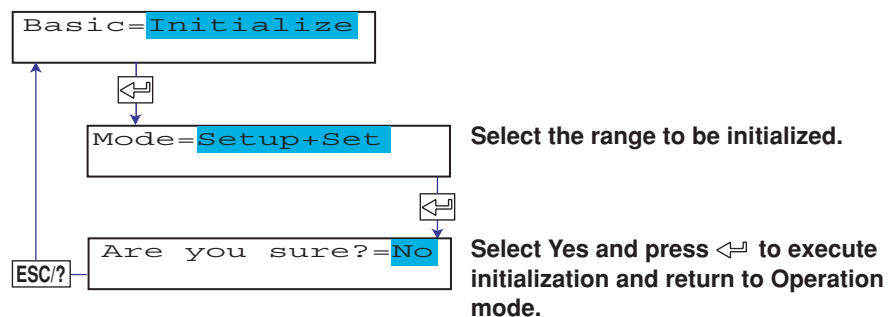 Basic=Initialize
Mode=Setup+Set
Select the range to be initialized.
Are you sure?=No
ESC/?
Select Yes and press to execute
initialization and return to Operation
mode.